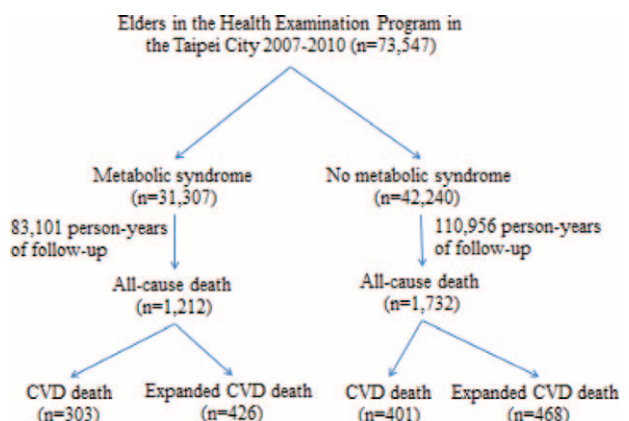 Elders in the Health Examination Program in
the Taipei City 2007-2010 (n=73,547)
Metabolic syndrome
(n=31,307)
No metabolic syndrome
(n=42,240)
83,101 person-years
of follow-up
110,956 person-years
of follow-up
All-cause death
(n=1,212)
All-cause death
(n=1,732)
CVD death
(n=303)
Expanded CVD death
(n=426)
CVD death
(n=401)
Expanded CVD death
(n=468)